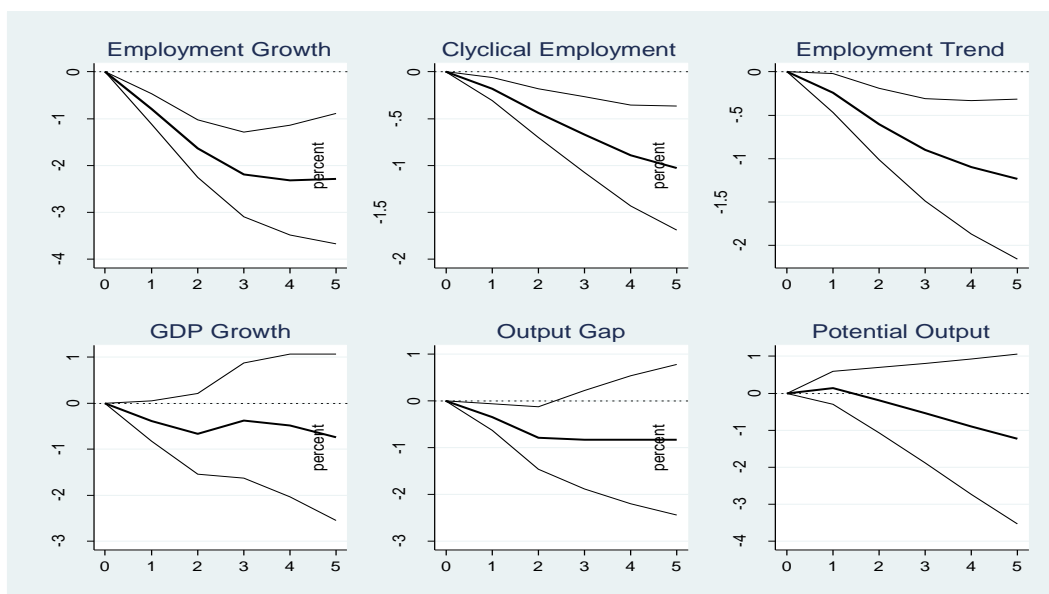 Employment Growth
0
-1
-2
-3
-4
0 1 2 3 4 5
percent
Clyclical Employment
0
-.5
-1
-1.5
-2
0 1 2 3 4 5
percent
Employment Trend
0
-.5
-1
-1.5
-2
0 1 2 3 4 5
GDP Growth
1
0
-1
-2
-3
0 1 2 3 4 5
percent
Output Gap
1
0
-1
-2
-3
0 1 2 3 4 5
percent
Potential Output
1
0
-1
-2
-3
-4
0 1 2 3 4 5